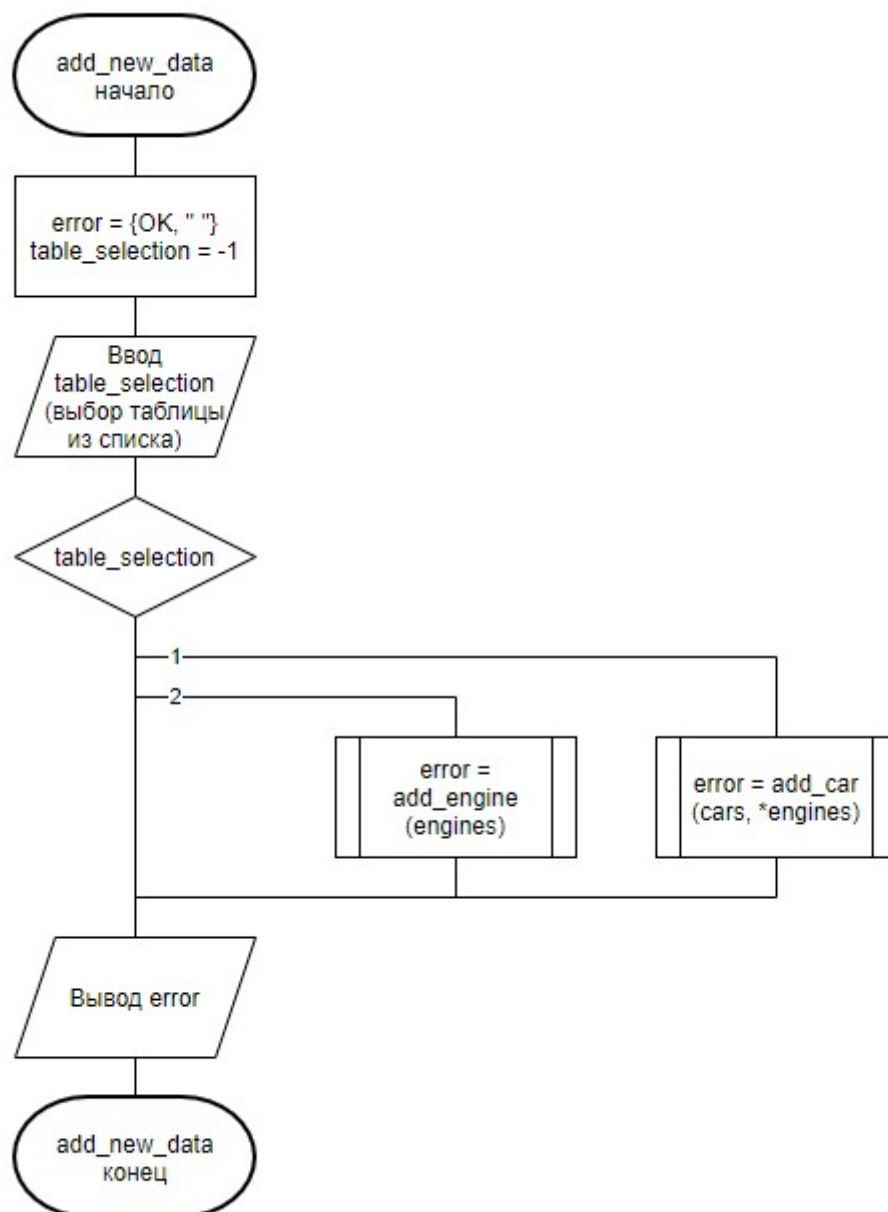 add_new_data
начало
error = {OK, " "}
table_selection = -1
Ввод
table_selection
(выбор таблицы
из списка)
table_selection
1
2
error =
add_engine
(engines)
error = add_car
(cars, *engines)
Вывод error
add_new_data
конец